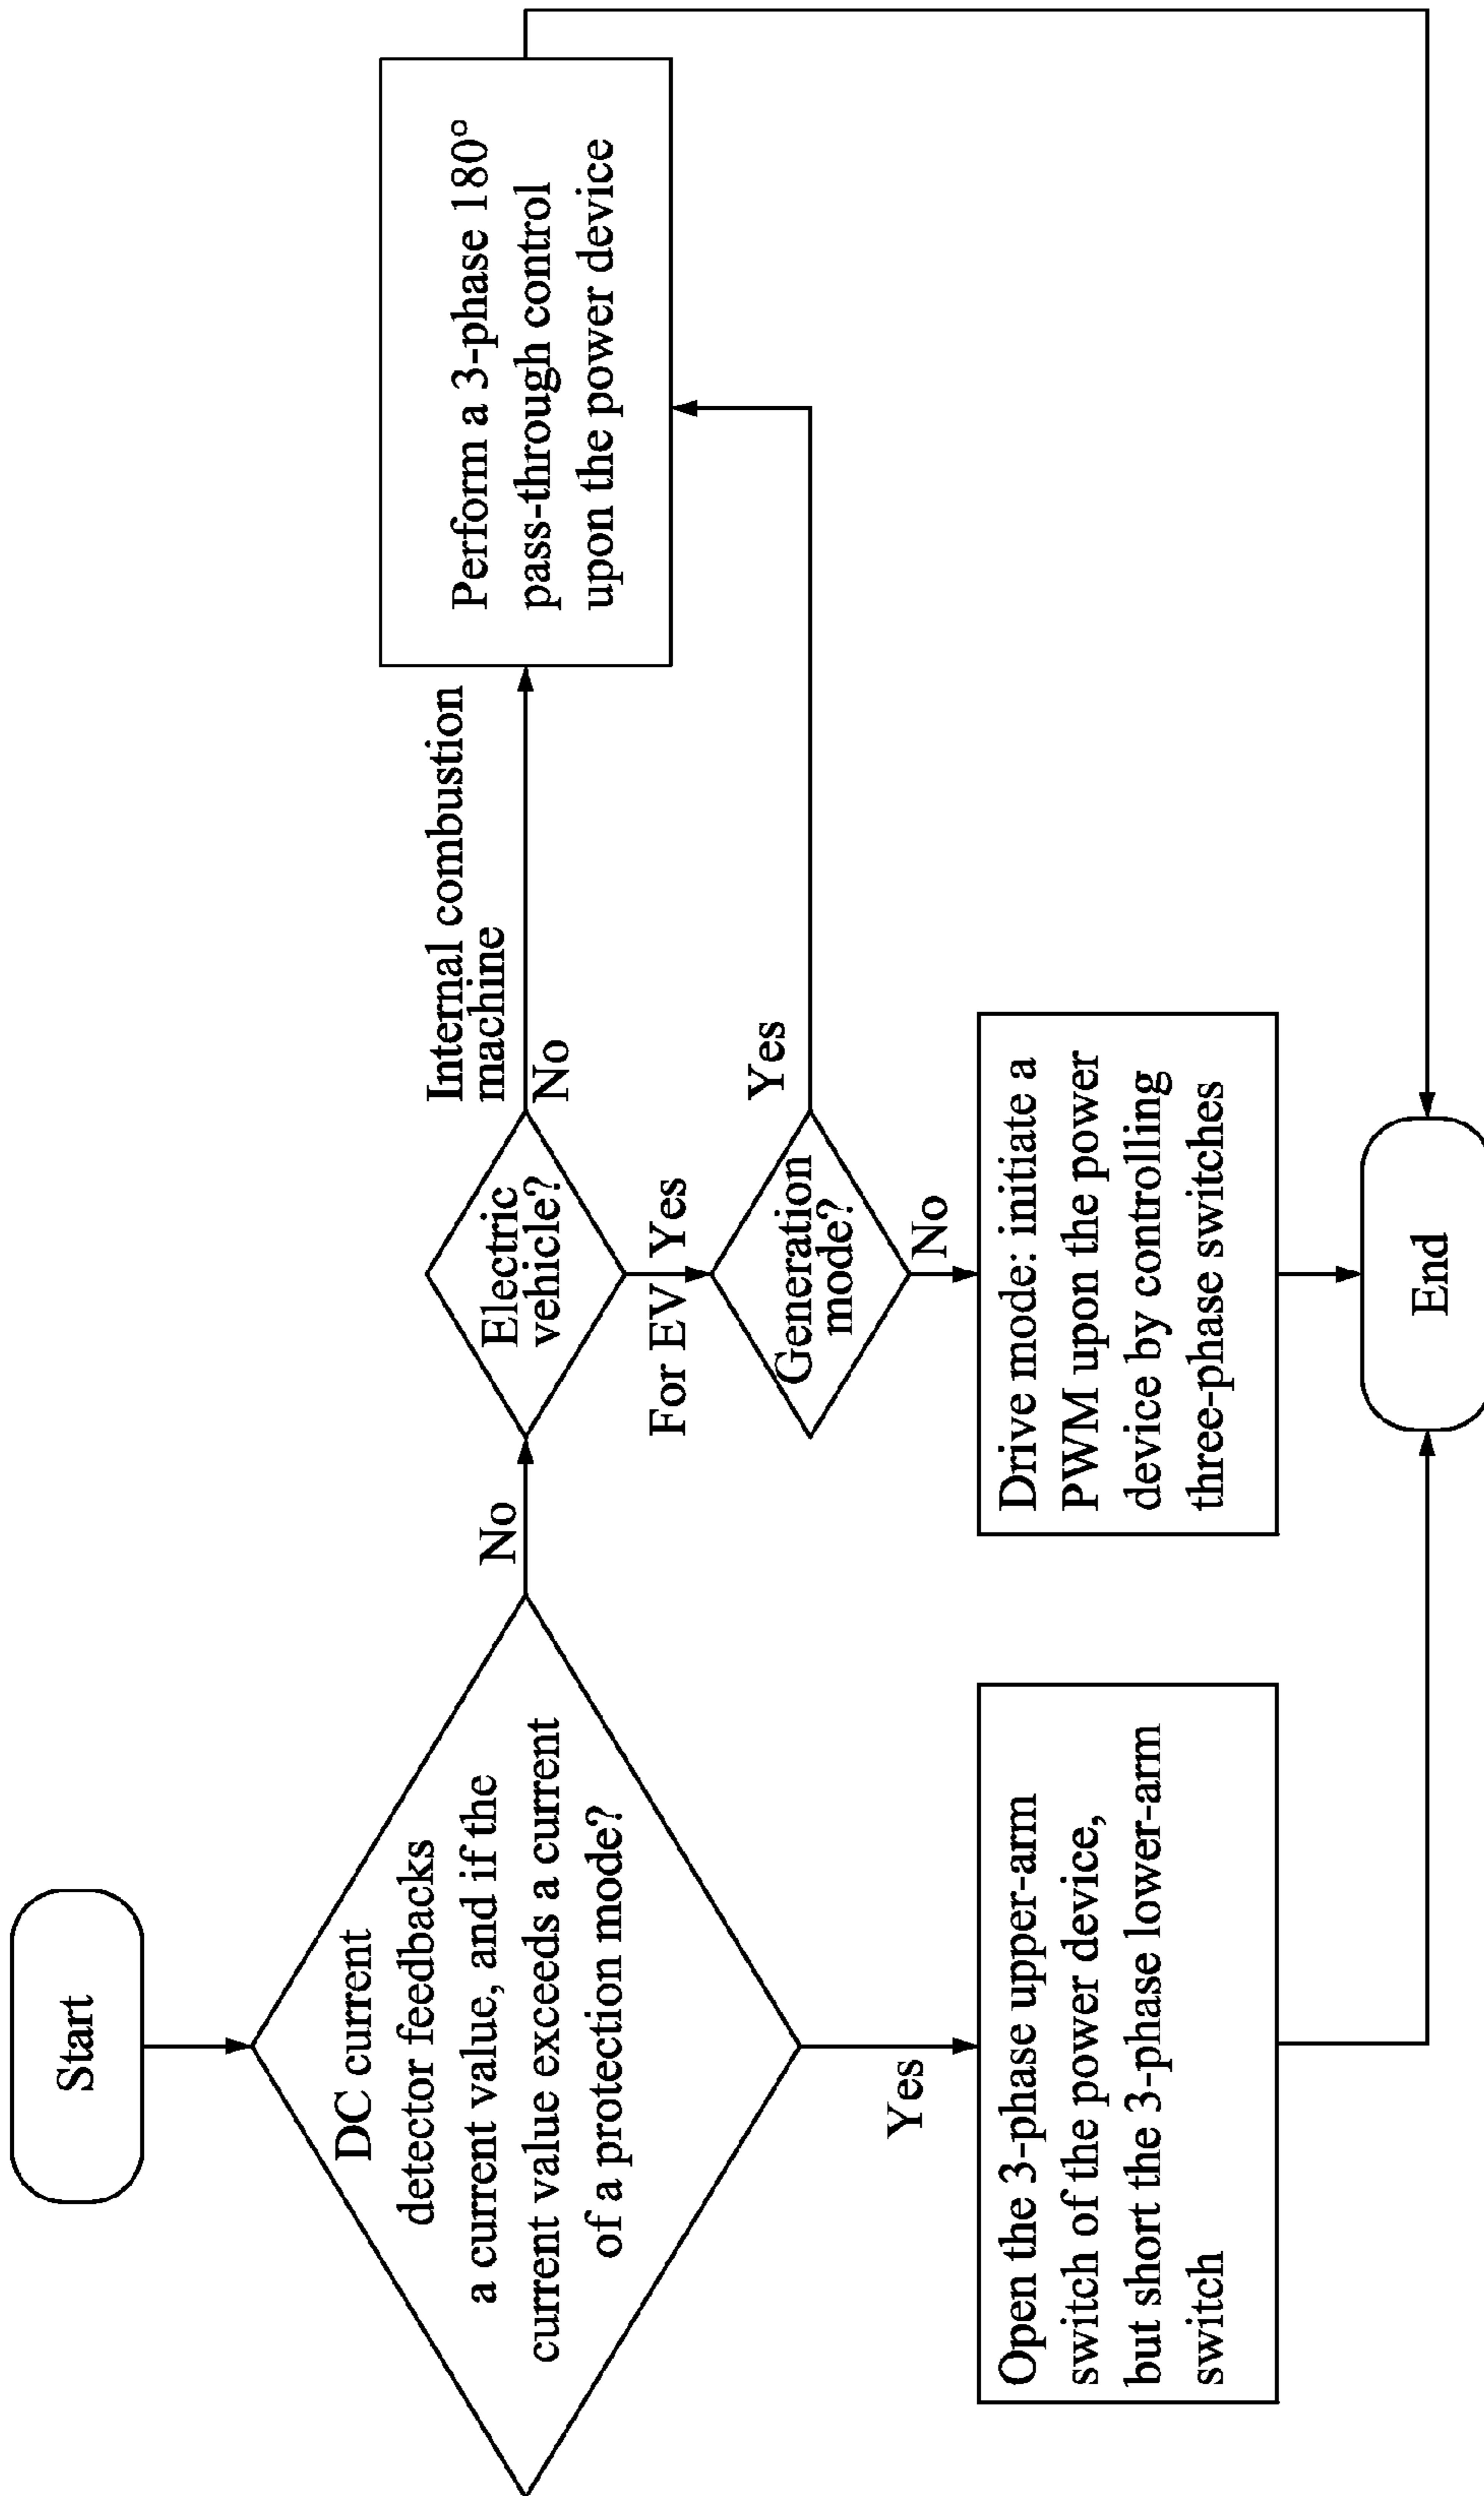 Start
DC current
detector feedbacks
a current value, and if the
current value exceeds a current
of a protection mode?
No
Yes
Open the 3-phase upper-arm
switch of the power device,
but short the 3-phase lower-arm
switch
Electric
vehicle?
Internal combustion
machine
No
For EV Yes
Generation
mode?
Yes
No
Drive mode: initiate a
PWM upon the power
device by controlling
three-phase switches
Perform a 3-phase 180°
pass-through control
upon the power device
End